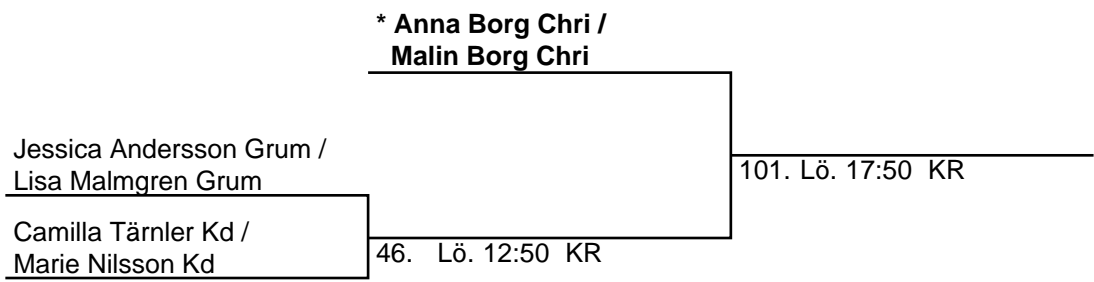 * Anna Borg Chri /
Malin Borg Chri
Jessica Andersson Grum /
Lisa Malmgren Grum
101. Lö. 17:50 KR
Camilla Tärnler Kd /
Marie Nilsson Kd
46. Lö. 12:50 KR